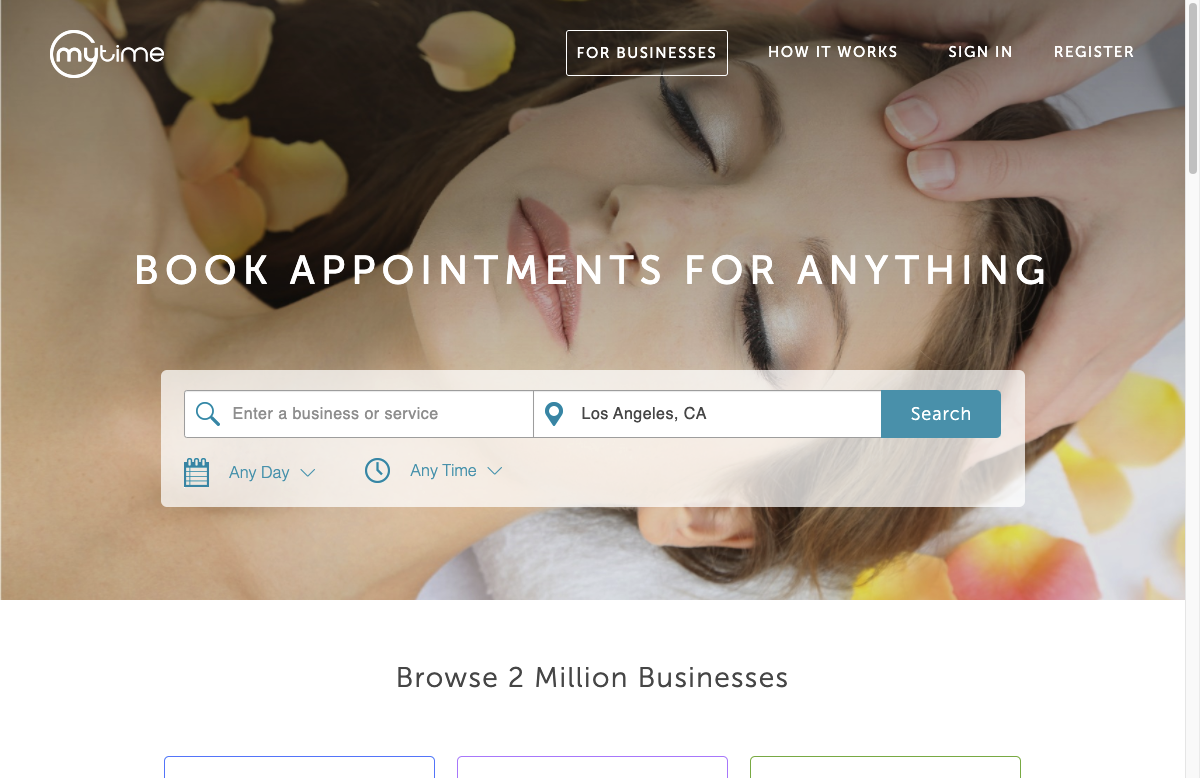 mytime
FOR BUSINESSES
HOW IT WORKS
SIGN IN
REGISTER
BOOK APPOINTMENTS FOR ANYTHING
Enter a business or service
Los Angeles, CA
Search
Any Day
Any Time
Browse 2 Million Businesses